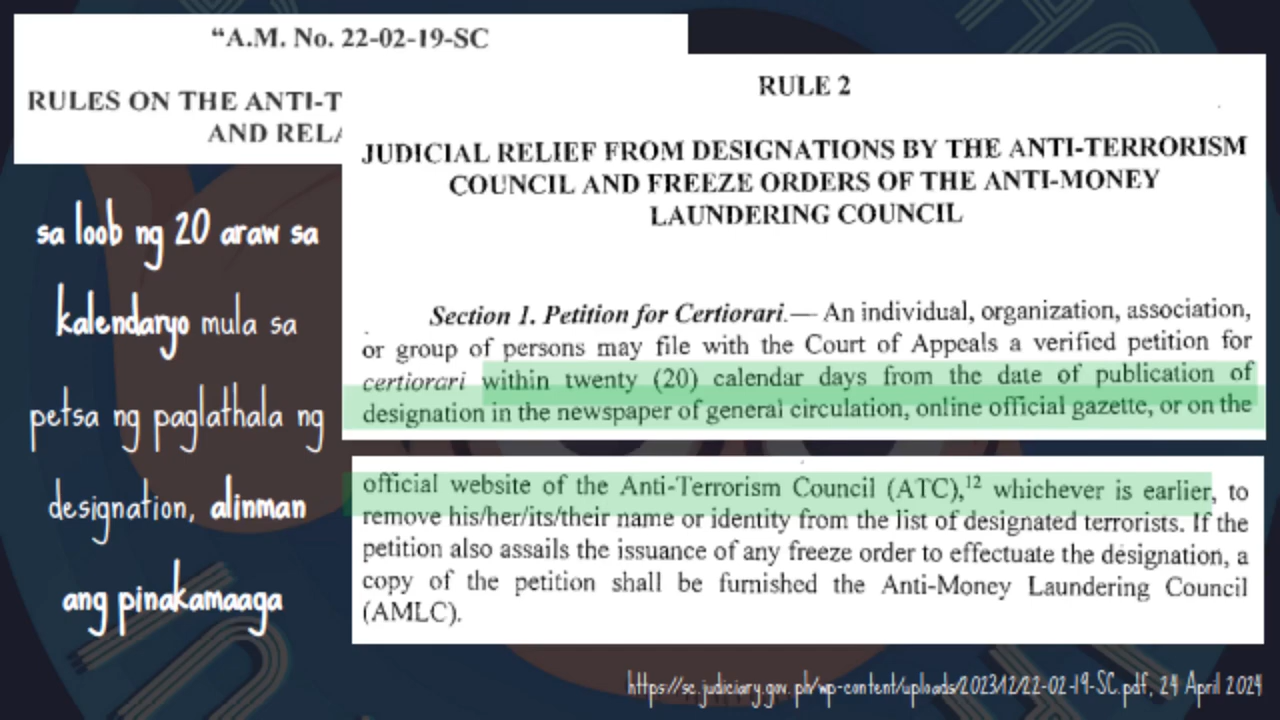 “A.M. No. 22-02-19-SC
RULES ON THE ANTI-T
AND RELA
sa loob ng 20 araw sa
kalendaryo mula sa
petsa ng paglathala ng
designation, alinman
ang pinakamaaga
RULE 2
JUDICIAL RELIEF FROM DESIGNATIONS BY THE ANTI-TERRORISM
COUNCIL AND FREEZE ORDERS OF THE ANTI-MONEY
LAUNDERING COUNCIL
Section 1. Petition for Certiorari.— An individual, organization, association,
or group of persons may file with the Court of Appeals a verified petition for
certiorari within twenty (20) calendar days from the date of publication of
designation in the newspaper of general circulation, online official gazette, or on the
official website of the Anti-Terrorism Council (ATC),12 whichever is earlier, to
remove his/her/its/their name or identity from the list of designated terrorists. If the
petition also assails the issuance of any freeze order to effectuate the designation, a
copy of the petition shall be furnished the Anti-Money Laundering Council
(AMLC).
https://sc.judiciary.gov.ph/wp-content/uploads/2023/12/22-02-19-SC.pdf, 24 April 2024